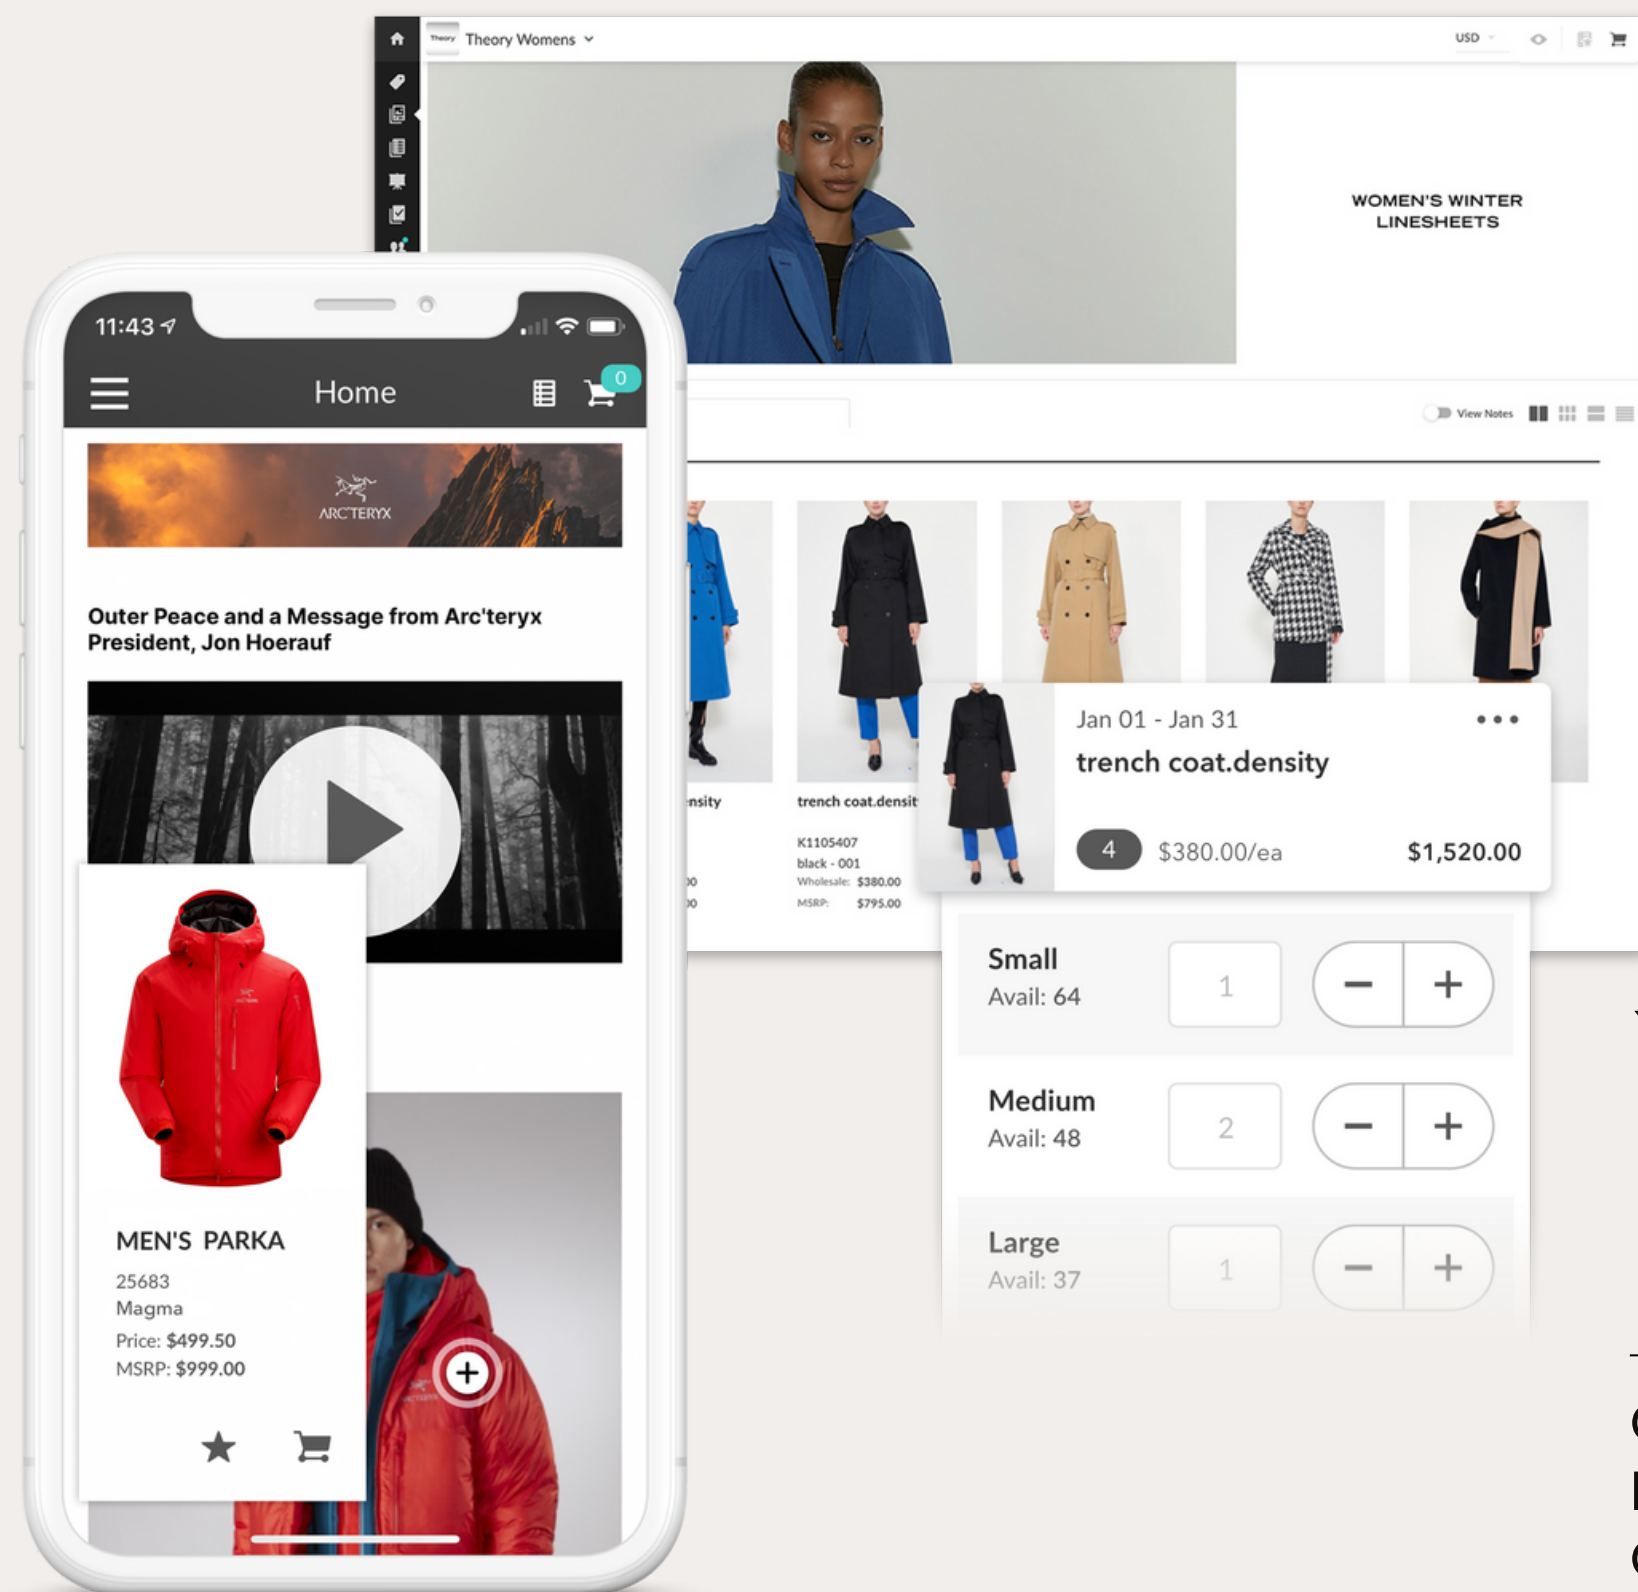 Theory
Theory Womens
USD
WOMEN'S WINTER
LINESHEETS
View Notes
11:43
Home
0
ARC'TERYX
Outer Peace and a Message from Arc'teryx
President, Jon Hoerauf
MEN'S PARKA
25683
Magma
Price: $499.50
MSRP: $999.00
trench coat.densit
K1105407
black - 001
Wholesale: $380.00
MSRP: $795.00
Jan 01 - Jan 31
trench coat.density
4 $380.00/ea $1,520.00
Small
Avail: 64
1
Medium
Avail: 48
2
Large
Avail: 37
1